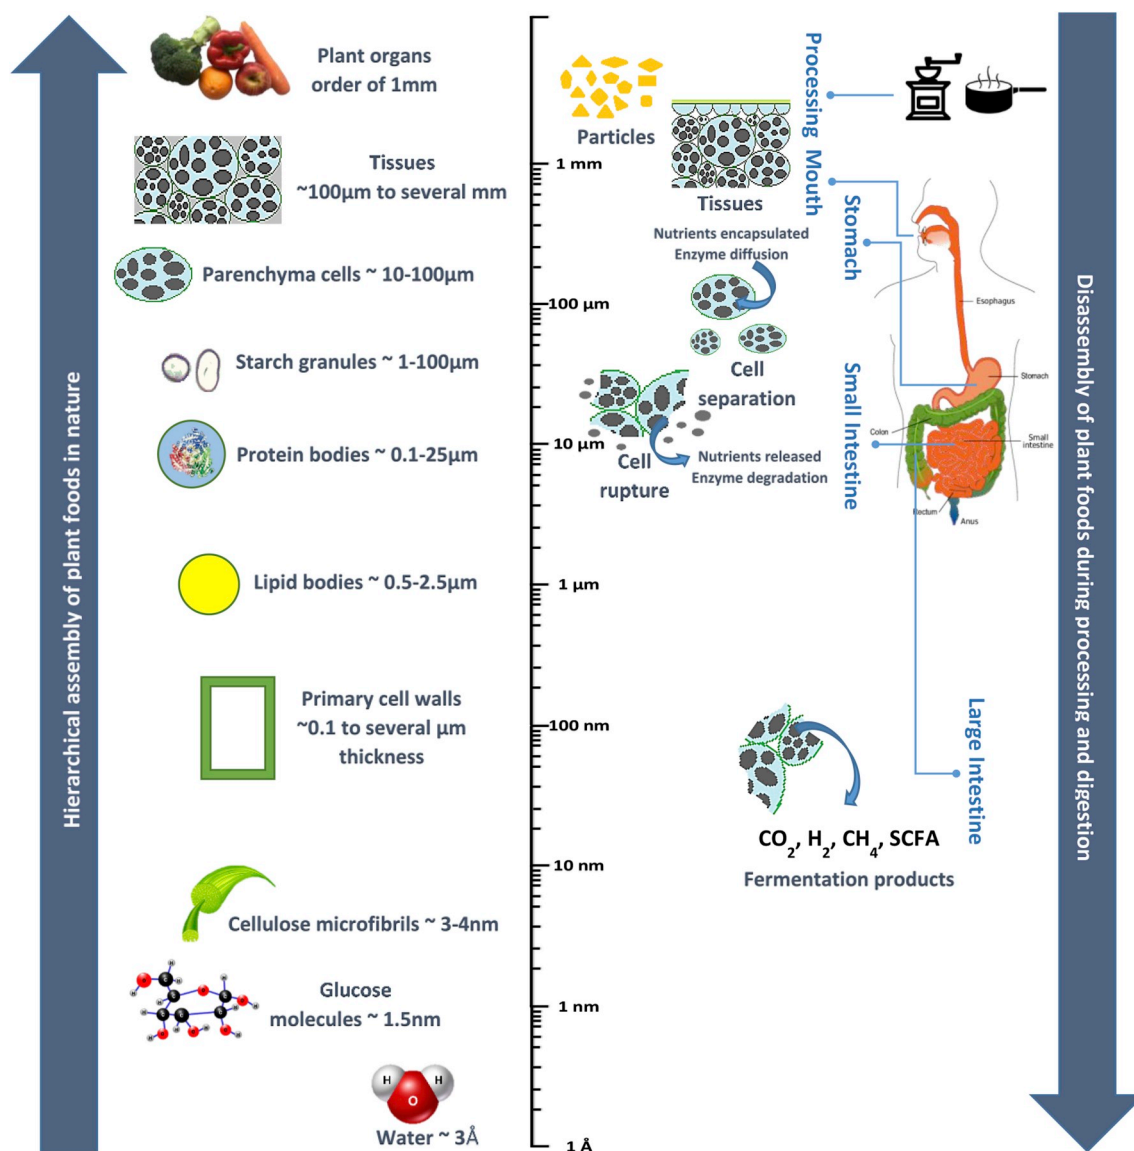 Hierarchical assembly of plant foods in nature
Plant organs
order of 1mm
Tissues
~100µm to several mm
Parenchyma cells ~ 10-100µm
Starch granules ~ 1-100µm
Protein bodies ~ 0.1-25µm
Lipid bodies ~ 0.5-2.5µm
Primary cell walls
~0.1 to several µm
thickness
Cellulose microfibrils ~ 3-4nm
Glucose
molecules ~ 1.5nm
H H
O
Water ~ 3Å
1 mm
100 µm
10 µm
1 µm
100 nm
10 nm
1 nm
1 Å
Particles
Tissues
Nutrients encapsulated
Enzyme diffusion
Cell
separation
Cell
rupture
Nutrients released
Enzyme degradation
CO2, H2, CH4, SCFA
Fermentation products
Processing
Mouth
Stomach
Small Intestine
Large Intestine
Esophagus
Stomach
Colon
Small
intestine
Rectum
Anus
Disassembly of plant foods during processing and digestion